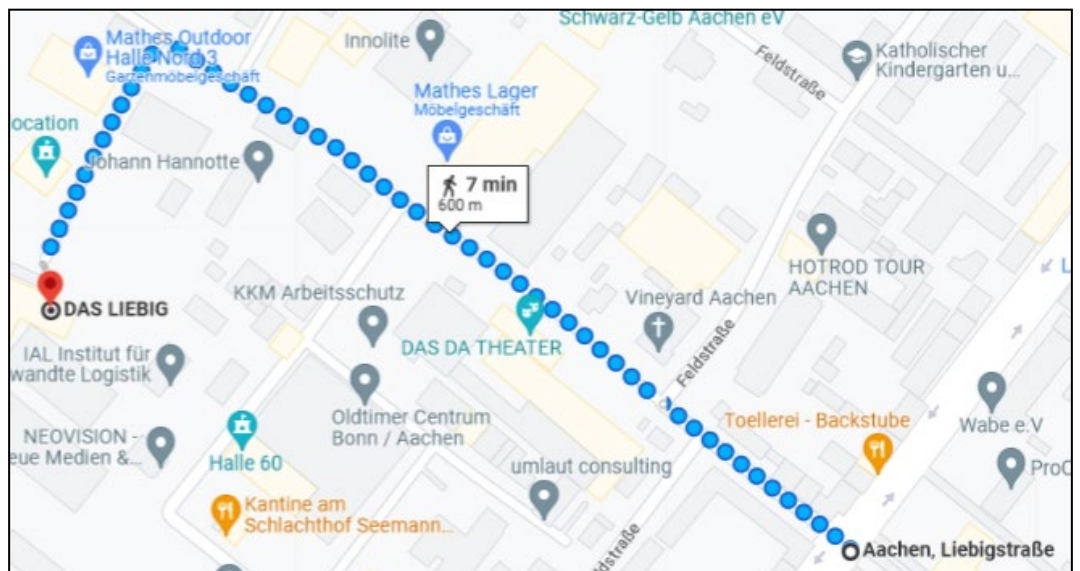 Schwarz-Gelb Aachen eV
Mathes Outdoor
Halle Nord 3
Gartenmöbelgeschäft
Innolite
Feldstraße
Katholischer
Kindergarten u...
Mathes Lager
Möbelgeschäft
ocation
Johann Hannotte
7 min
600 m
HOTROD TOUR
AACHEN
L
DAS LIEBIG
KKM Arbeitsschutz
Vineyard Aachen
DAS DA THEATER
Feldstraße
IAL Institut für
wandte Logistik
Oldtimer Centrum
Bonn / Aachen
Toellerei - Backstube
Wabe e.V
NEOVISION -
eue Medien &...
Halle 60
umlaut consulting
ProC
Kantine am
Schlachthof Seemann...
Aachen, Liebigstraße
ldstraße